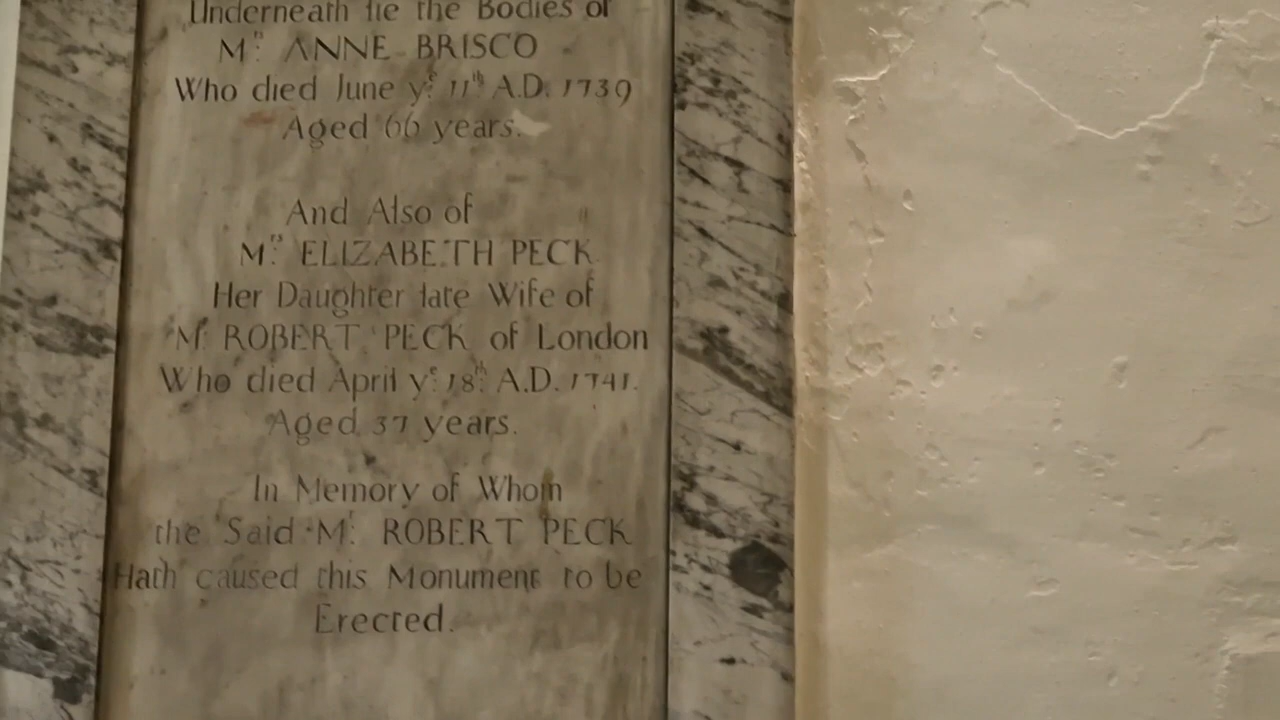 Underneath lie the Bodies of
Mrs. ANNE BRISCO
Who died June ye. 11th A.D. 1739
Aged 66 years.
And Also of
Mrs. ELIZABETH PECK
Her Daughter late Wife of
Mr. ROBERT PECK of London
Who died April ye. 18th. A.D. 1741.
Aged 37 years.
In Memory of Whom
the Said Mr. ROBERT PECK
Hath caused this Monument to be
Erected.